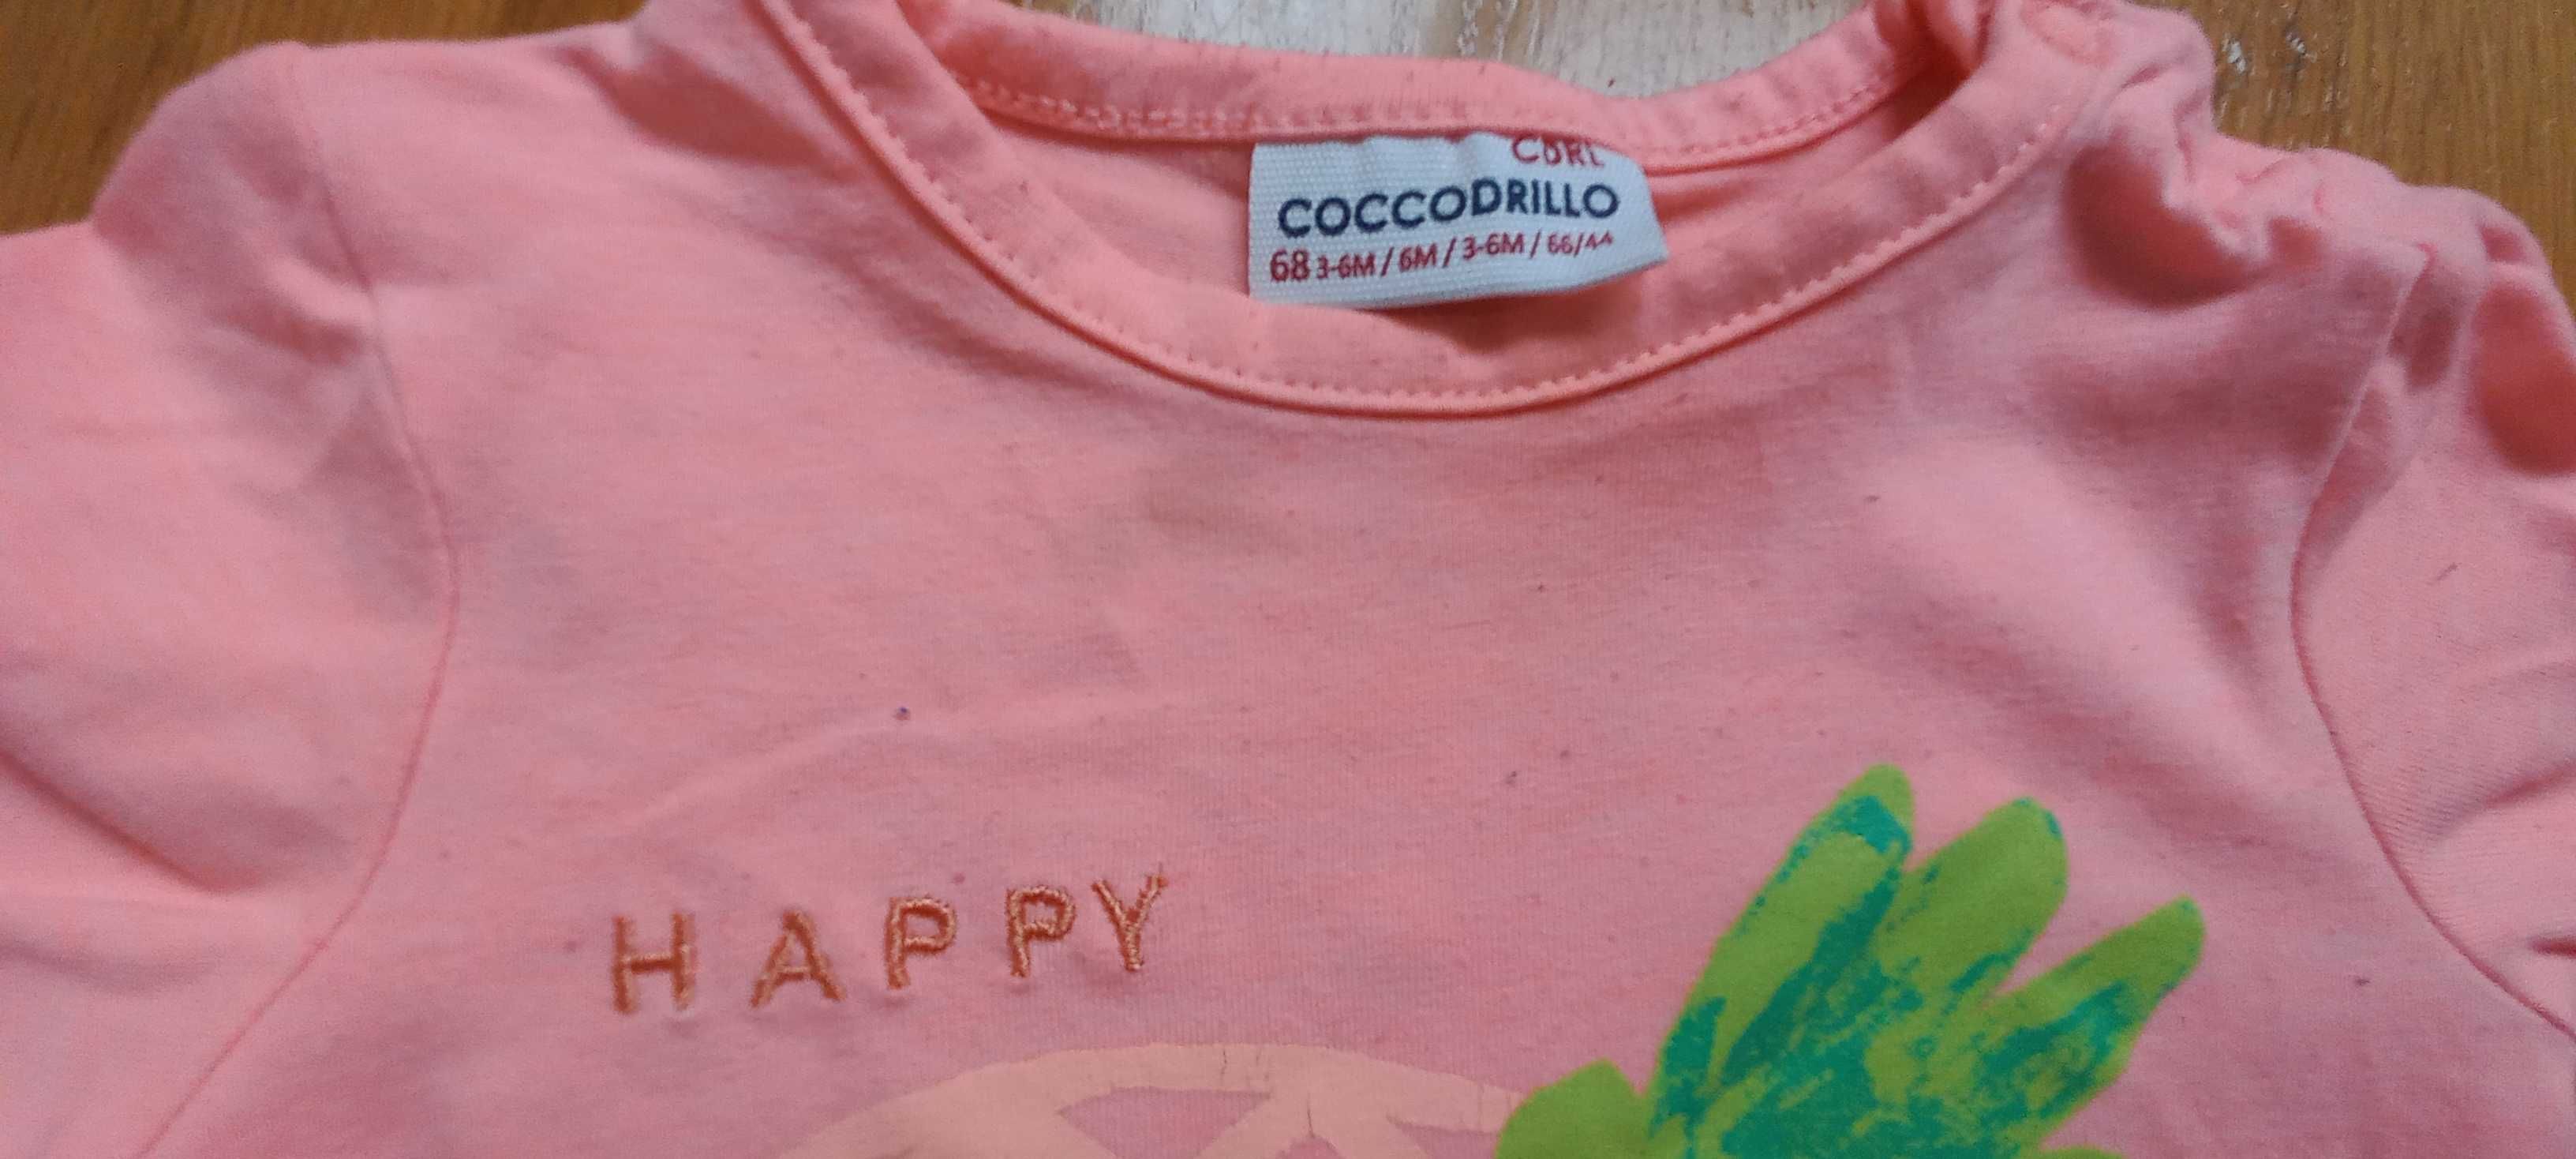 COCCODRILLO
68 3-6M / 6M / 3-6M / 66/44
HAPPY